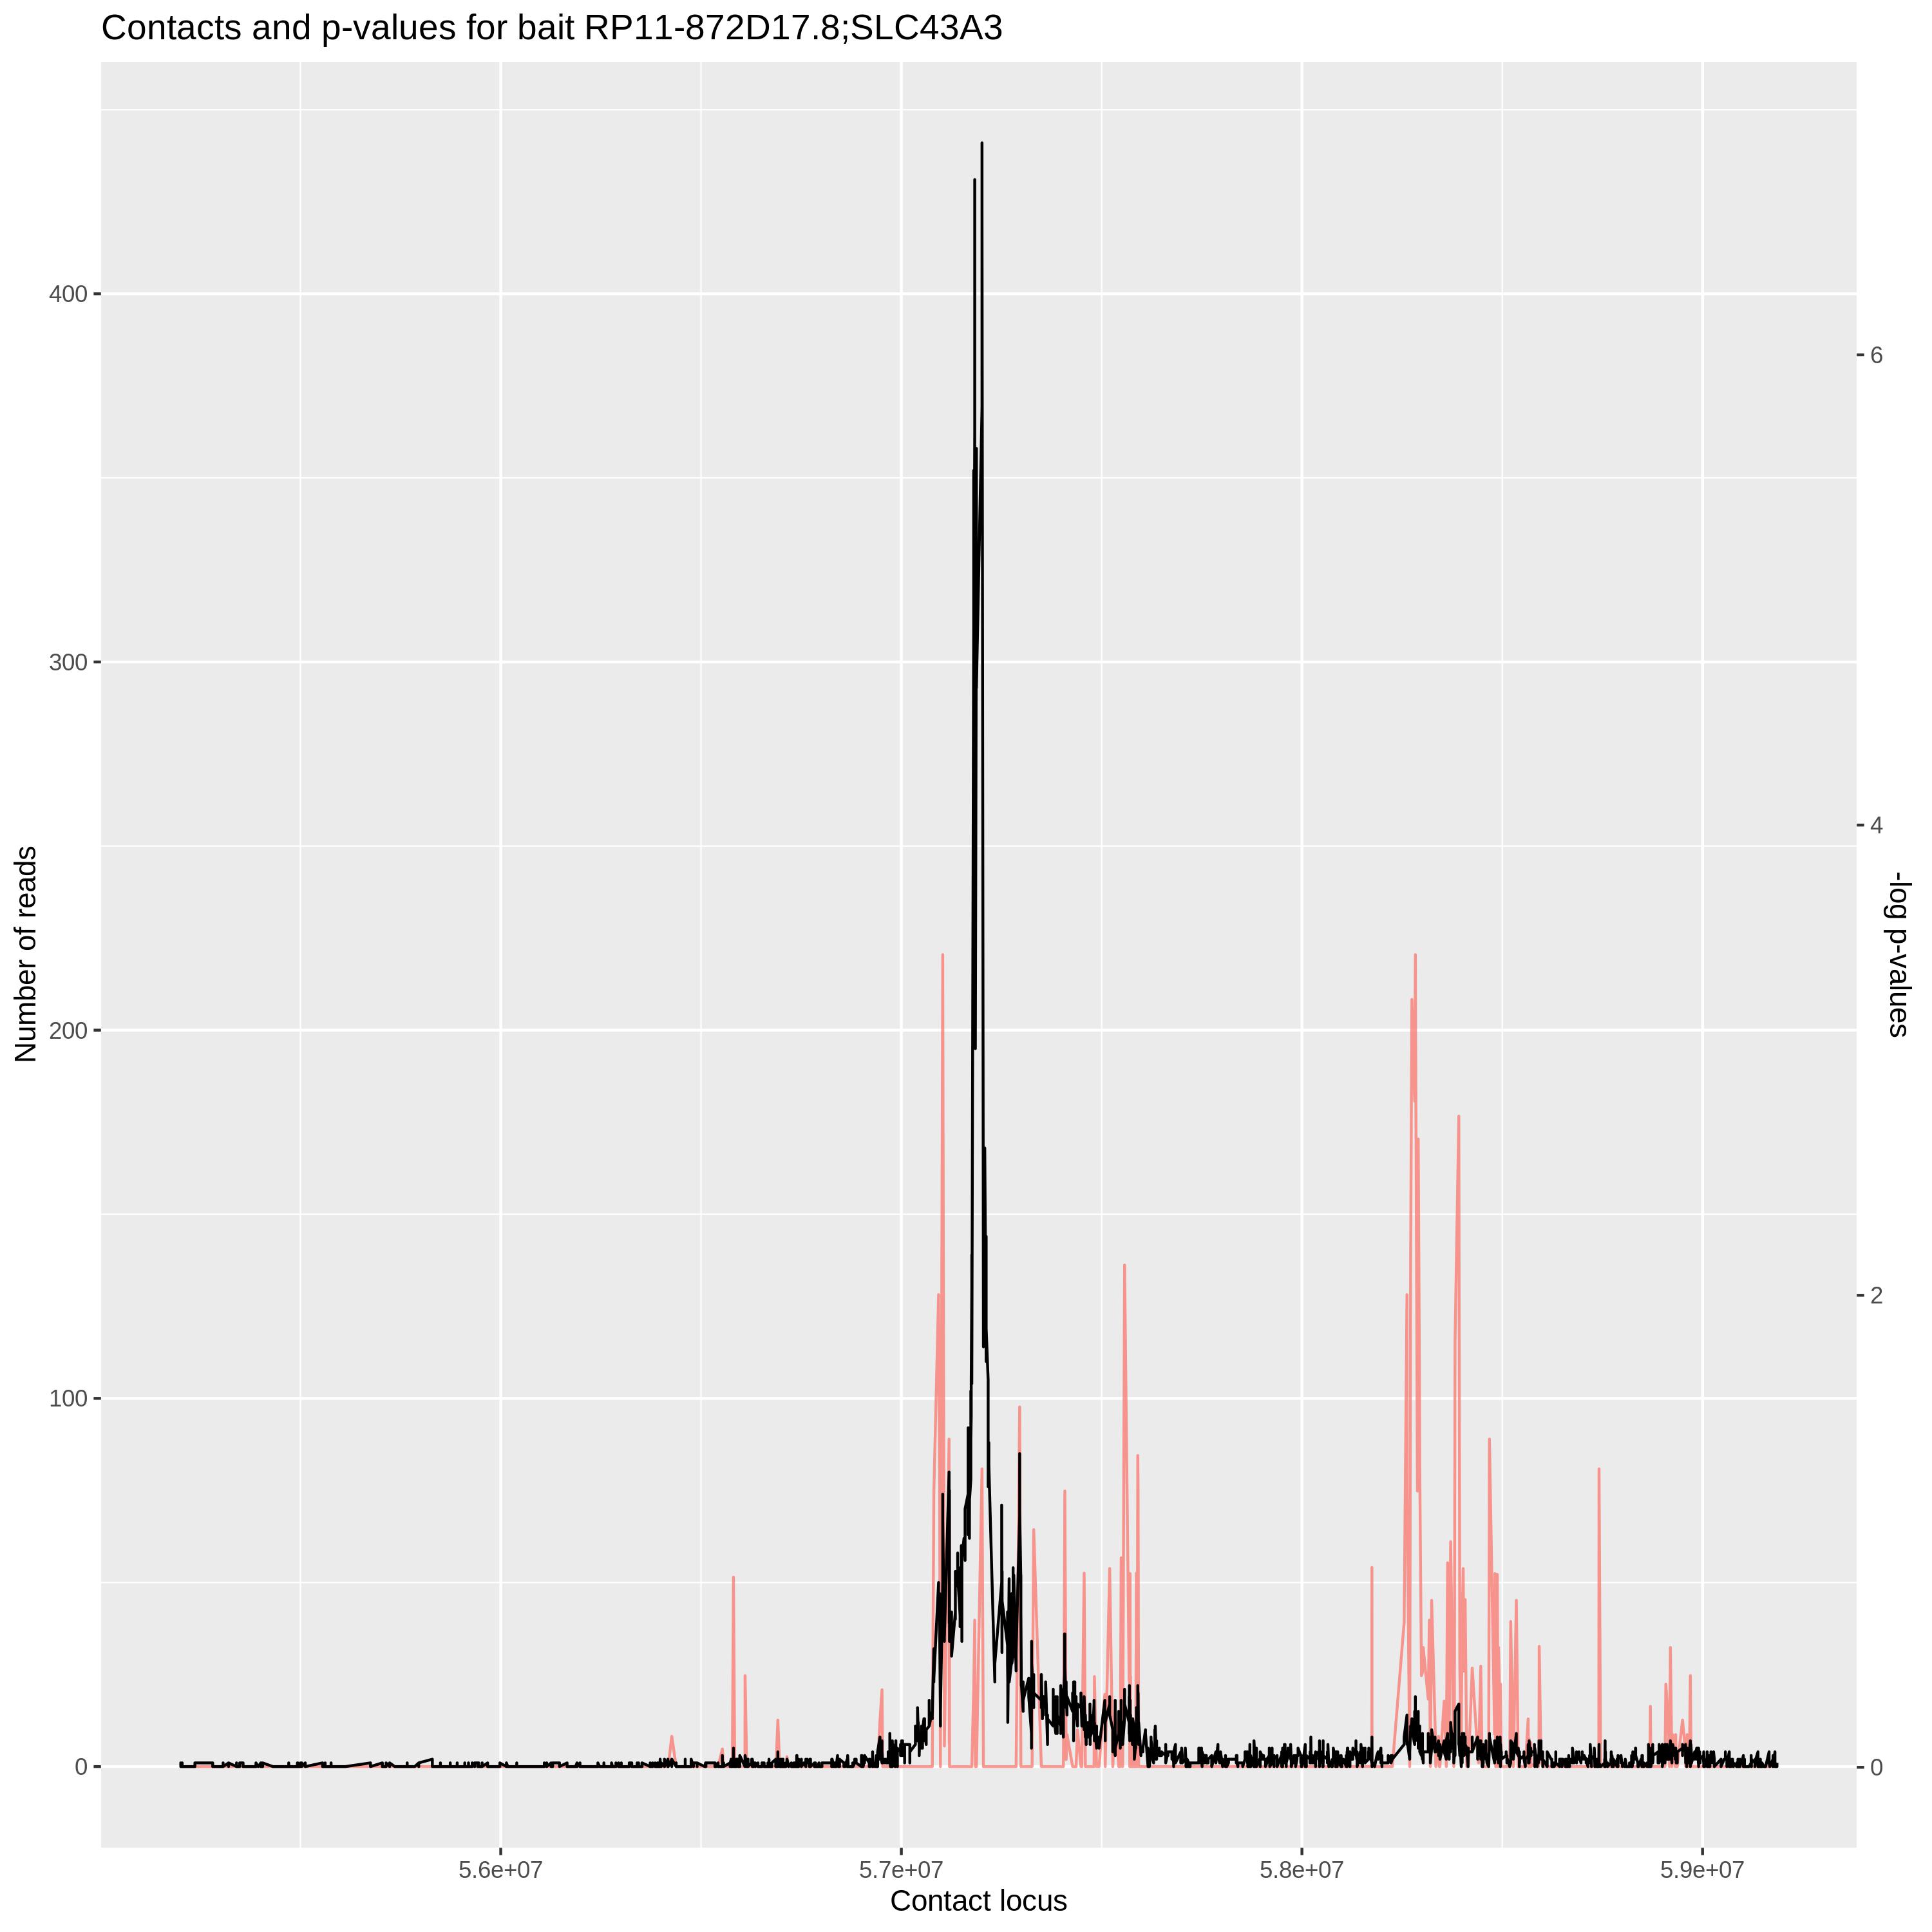 Contacts and p-values for bait RP11-872D17.8;SLC43A3
Number of reads
400
300
200
100
0
6
4
2
0
-log p-values
5.6e+07
5.7e+07
5.8e+07
5.9e+07
Contact locus